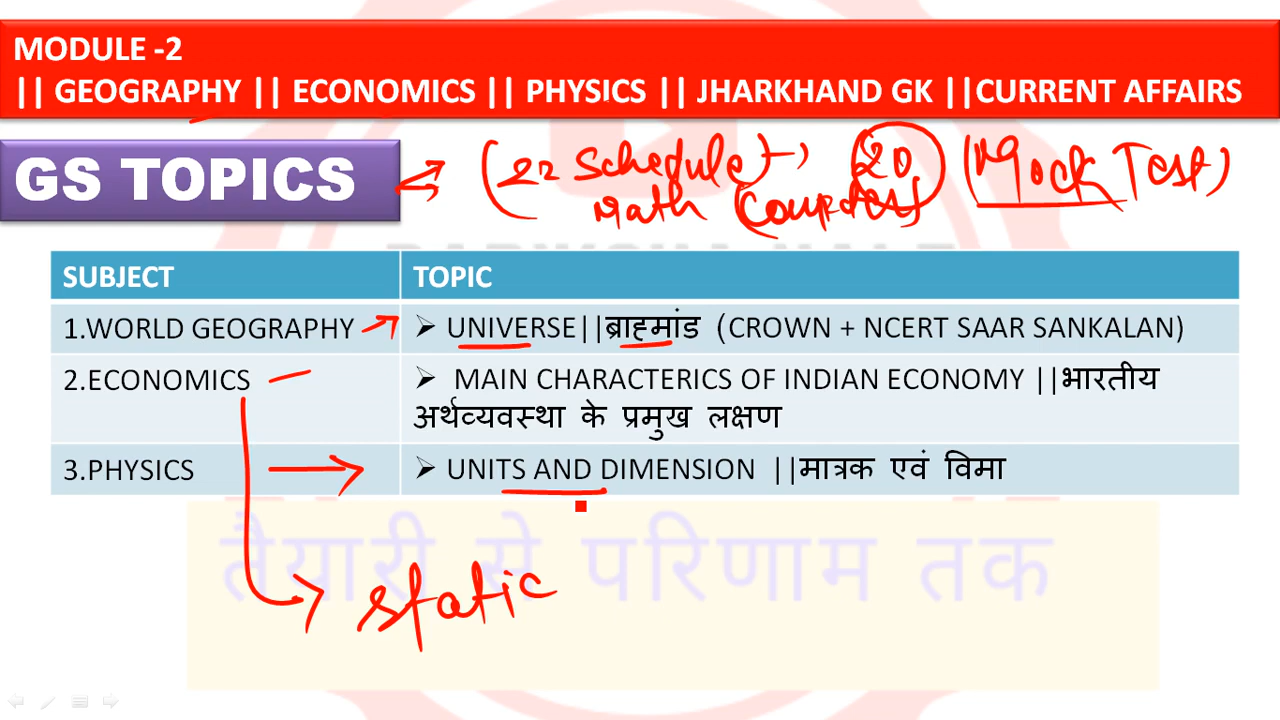 MODULE -2
|| GEOGRAPHY || ECONOMICS || PHYSICS || JHARKHAND GK ||CURRENT AFFAIRS
GS TOPICS
(22 Schedule), 20 (Mock Test)
Math
SUBJECT TOPIC
1.WORLD GEOGRAPHY ➢ UNIVERSE||ब्राह्मांड (CROWN + NCERT SAAR SANKALAN)
2.ECONOMICS ➢ MAIN CHARACTERICS OF INDIAN ECONOMY ||भारतीय
अर्थव्यवस्था के प्रमुख लक्षण
3.PHYSICS ➢ UNITS AND DIMENSION ||मात्रक एवं विमा
तैयारी से परिणाम तक
static